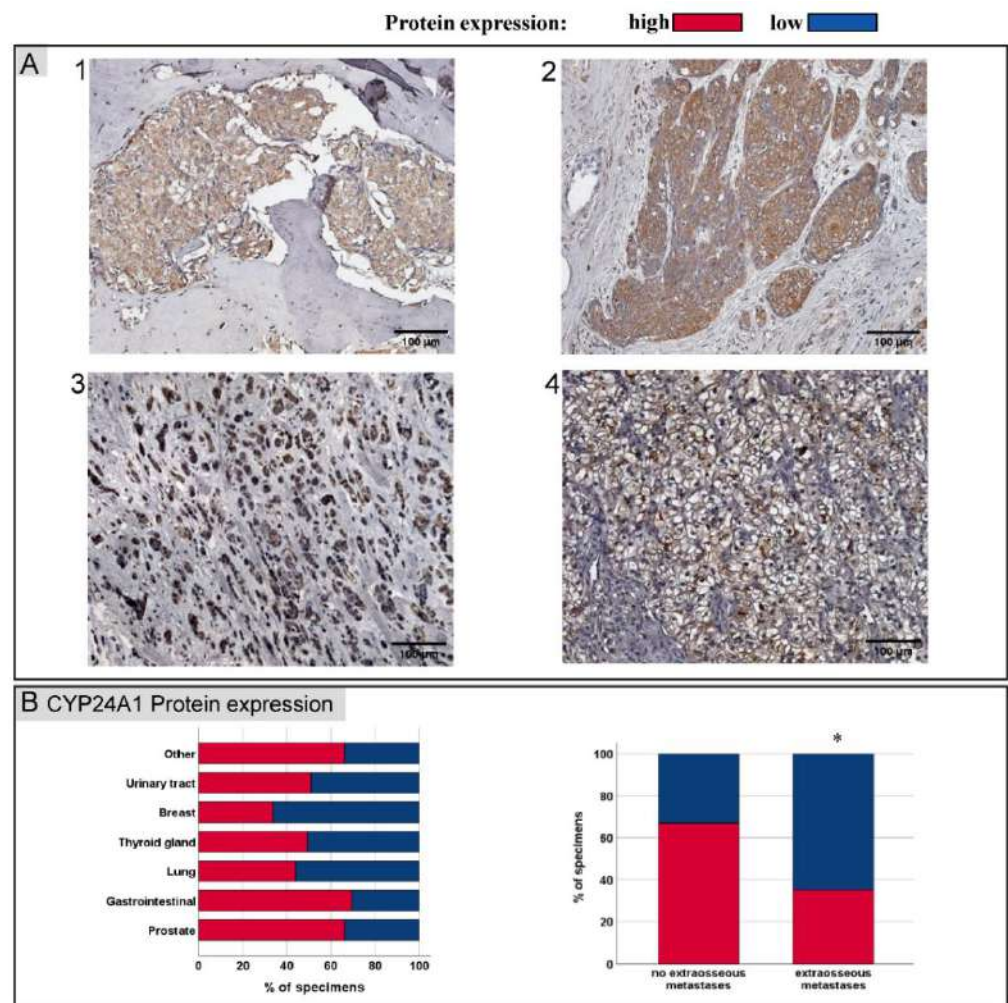 Protein expression: high low
A
1
2
100 µm
100 µm
3
4
100 µm
100 µm
B CYP24A1 Protein expression
Other
Urinary tract
Breast
Thyroid gland
Lung
Gastrointestinal
Prostate
0 20 40 60 80 100
% of specimens
*
100
80
60
40
20
0
% of specimens
no extraosseous
metastases
extraosseous
metastases